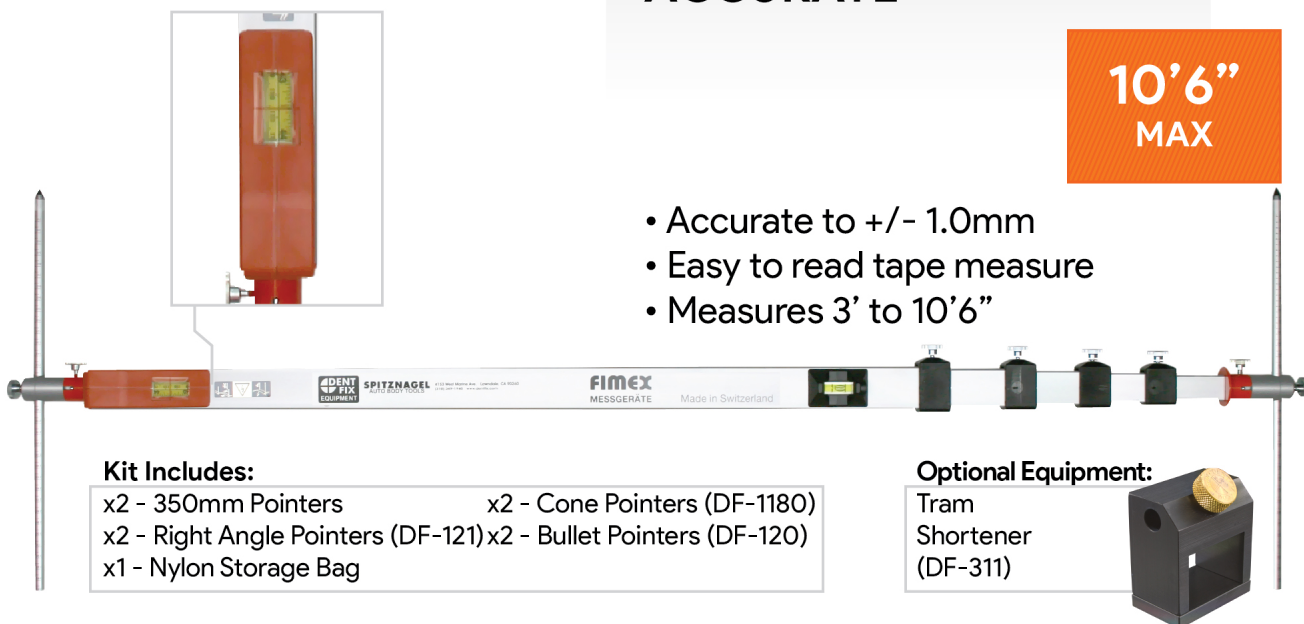 ACCURATE
10’6”
MAX
• Accurate to +/- 1.0mm
• Easy to read tape measure
• Measures 3’ to 10’6”
DENT
FIX
EQUIPMENT
SPITZNAGEL
AUTO BODY TOOLS
FIMEX
MESSGERÄTE
Made in Switzerland
Kit Includes:
x2 - 350mm Pointers
x2 - Cone Pointers (DF-1180)
x2 - Right Angle Pointers (DF-121)
x2 - Bullet Pointers (DF-120)
x1 - Nylon Storage Bag
Optional Equipment:
Tram
Shortener
(DF-311)